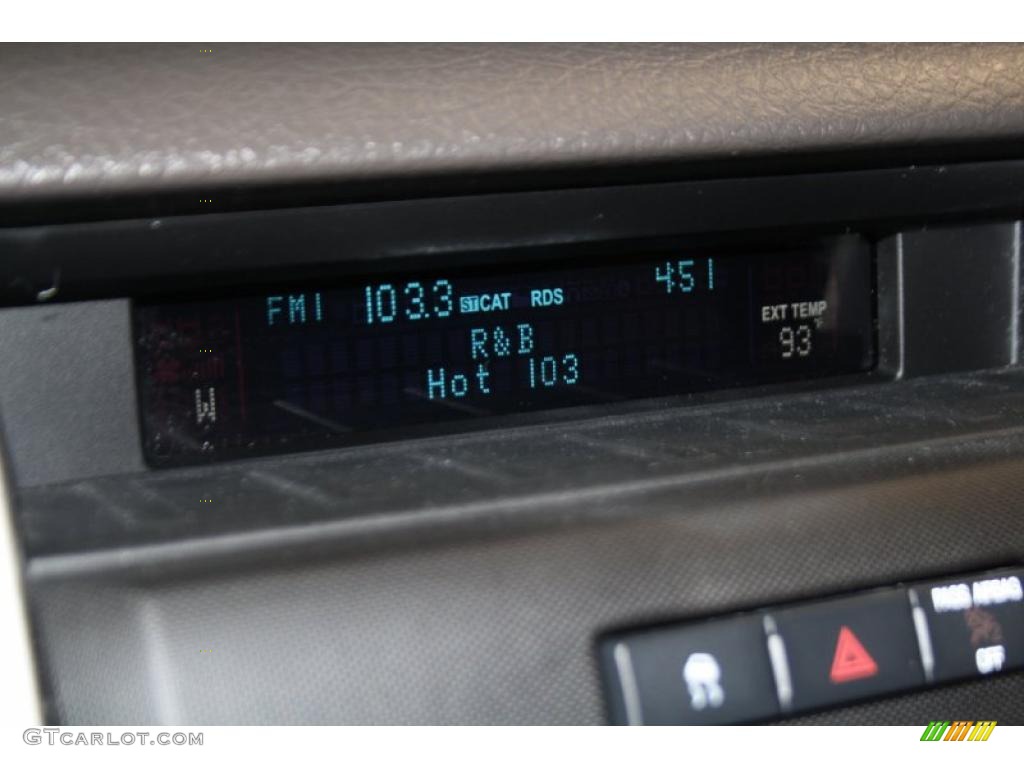 FM1 103.3 ST CAT RDS 451
R&B
Hot 103
EXT TEMP
93°F
W
PASS AIRBAG
OFF
GTCARLOT.COM